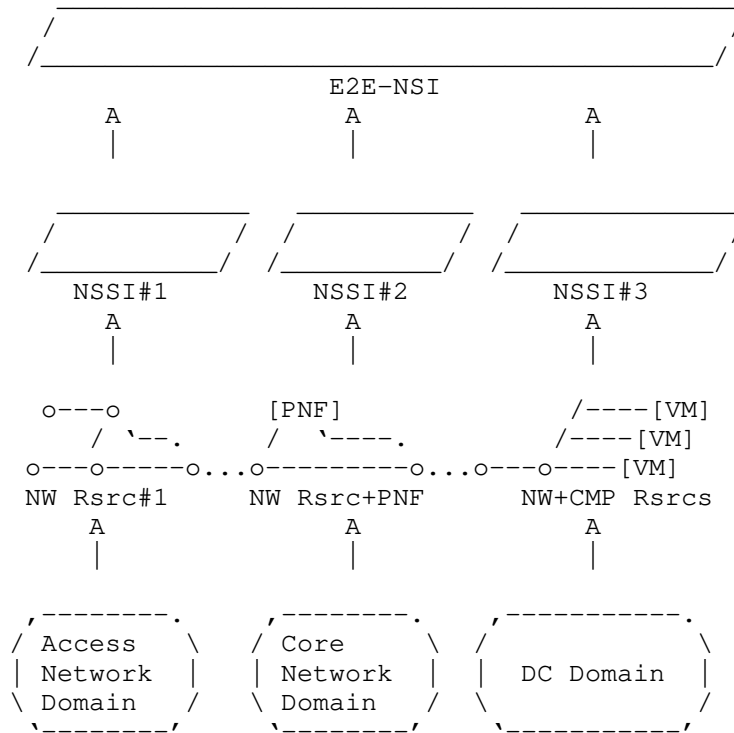 E2E-NSI
A A A
NSSI#1 NSSI#2 NSSI#3
A A A
o---o [PNF] /----[VM]
/ `--. / `----. /----[VM]
o---o-----o...o---------o...o---o----[VM]
NW Rsrc#1 NW Rsrc+PNF NW+CMP Rsrcs
A A A
Access Core
Network Network DC Domain
Domain Domain